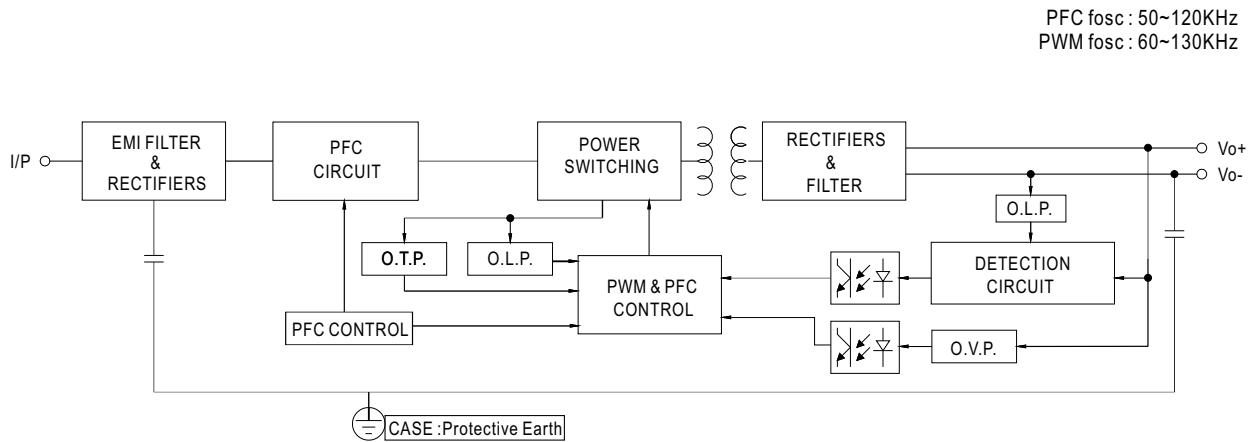 PFC fosc : 50~120KHz
PWM fosc : 60~130KHz
I/P
EMI FILTER
&
RECTIFIERS
PFC
CIRCUIT
POWER
SWITCHING
RECTIFIERS
&
FILTER
Vo+
Vo-
O.L.P.
O.T.P.
O.L.P.
PWM & PFC
CONTROL
DETECTION
CIRCUIT
PFC CONTROL
O.V.P.
CASE :Protective Earth